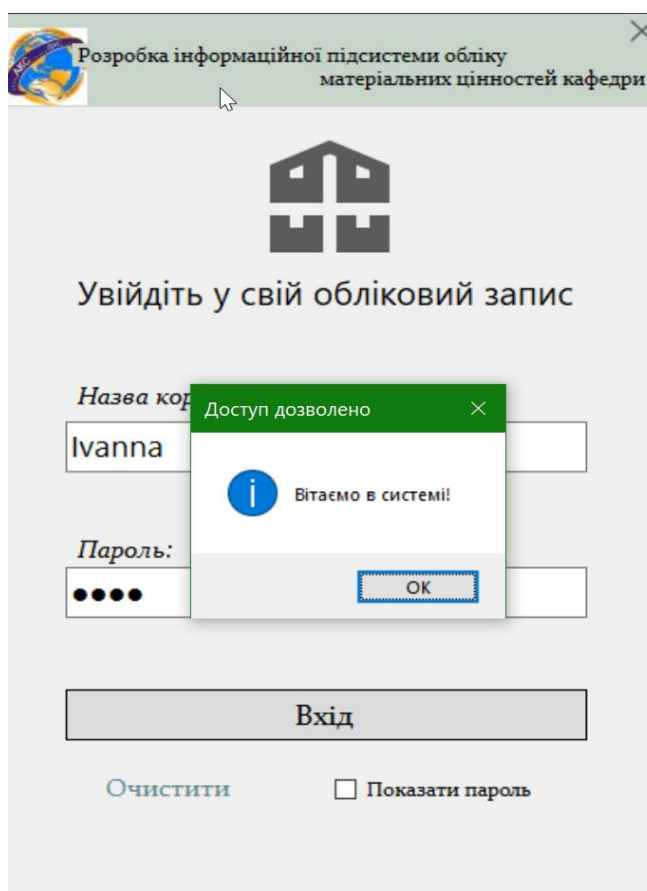 Розробка інформаційної підсистеми обліку
матеріальних цінностей кафедри
Увійдіть у свій обліковий запис
Назва кор
Доступ дозволено
Ivanna
Вітаємо в системі!
Пароль:
OK
Вхід
Очистити
Показати пароль